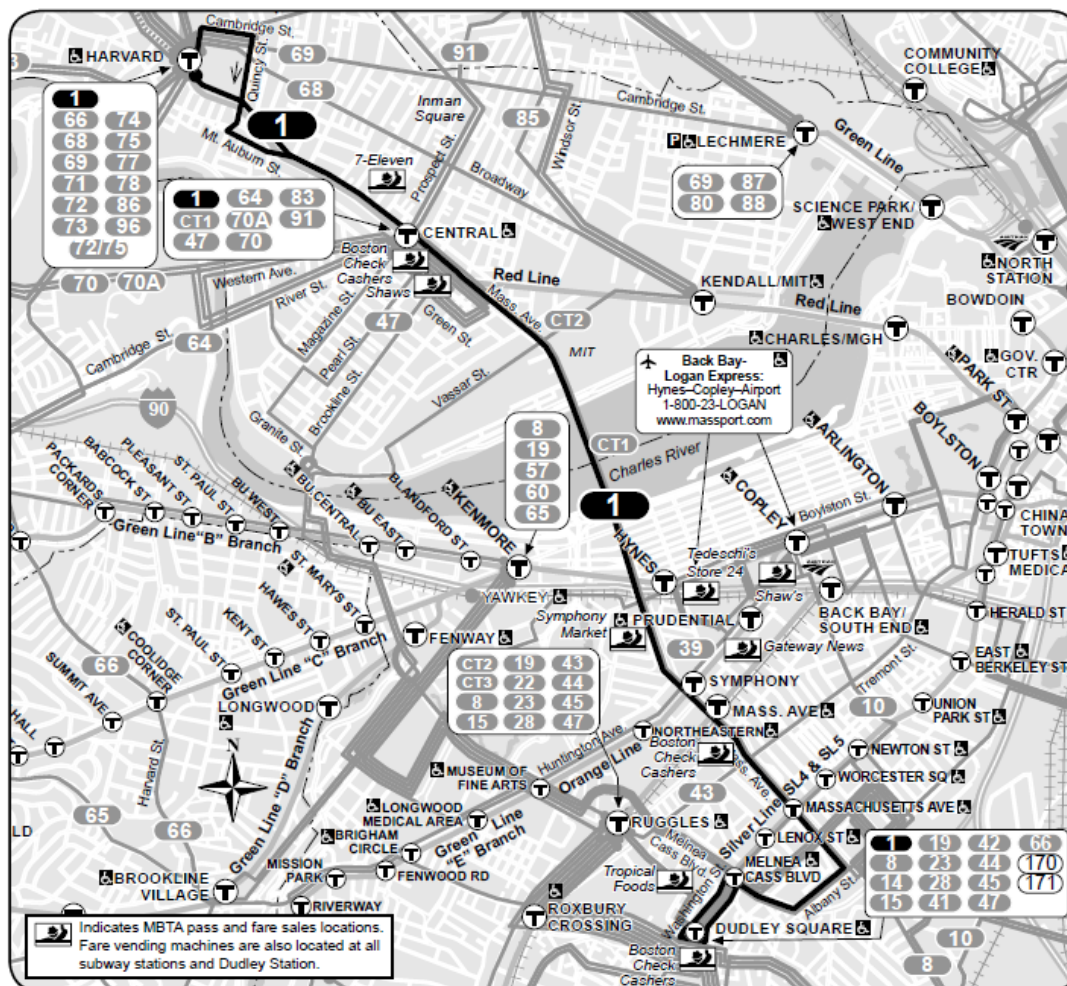 Cambridge St.
HARVARD
Quincy St.
69
91
68
COMMUNITY
COLLEGE
Inman
Square
Cambridge St.
1
66 74
68 75
69 77
71 78
72 86
73 96
72/75
1
Mt. Auburn St.
85
Windsor St.
Prospect St.
Broadway
P LECHMERE
Green Line
69 87
80 88
7-Eleven
1 64 83
CT1 70A 91
47 70
SCIENCE PARK/
WEST END
CENTRAL
NORTH
STATION
Boston
Check
Cashers
Shaws
Red Line
KENDALL/MIT
Red Line
BOWDOIN
70 70A
Western Ave.
River St.
Magazine St.
47
Green St.
Mass. Ave.
CT2
MIT
CHARLES/MGH
GOV.
CTR
PARK ST
Cambridge St.
64
Pearl St.
Brookline St.
Vassar St.
Back Bay-
Logan Express:
Hynes–Copley–Airport
1-800-23-LOGAN
www.massport.com
90
Granite St.
CT1
Charles River
BOYLSTON
ARLINGTON
8
19
57
60
65
1
PACKARDS
CORNER
BABCOCK ST
PLEASANT ST
ST. PAUL ST
BU WEST
BU CENTRAL
BU EAST
BLANDFORD ST
KENMORE
Green Line "B" Branch
HYNES
COPLEY
Boylston St.
CHINA
TOWN
TUFTS
MEDICA
Tedeschi's
Store 24
Shaw's
YAWKEY
Symphony
Market
PRUDENTIAL
BACK BAY/
SOUTH END
HERALD ST
ST. MARYS ST
HAWES ST
KENT ST
ST. PAUL ST
COOLIDGE
CORNER
SUMMIT AVE
66
Green Line "C" Branch
FENWAY
39
Gateway News
Tremont St.
EAST
BERKELEY ST
CT2 19 43
CT3 22 44
8 23 45
15 28 47
SYMPHONY
MASS. AVE
10
UNION
PARK ST
HALL
LONGWOOD
N
NORTHEASTERN
Huntington Ave.
Orange Line
Boston
Check
Cashers
Mass. Ave.
NEWTON ST
WORCESTER SQ
Harvard St.
Green Line "D" Branch
MUSEUM OF
FINE ARTS
43
Silver Line SL4 & SL5
MASSACHUSETTS AVE
65
66
LD
LONGWOOD
MEDICAL AREA
Green Line
"E" Branch
BRIGHAM
CIRCLE
RUGGLES
Melnea
Cass Blvd.
LENOX ST
1 19 42 66
8 23 44 170
14 28 45 171
15 41 47
MISSION
PARK
FENWOOD RD
Tropical
Foods
MELNEA
CASS BLVD
Washington St.
Albany St.
BROOKLINE
VILLAGE
RIVERWAY
ROXBURY
CROSSING
DUDLEY SQUARE
Boston
Check
Cashers
10
8
Indicates MBTA pass and fare sales locations.
Fare vending machines are also located at all
subway stations and Dudley Station.